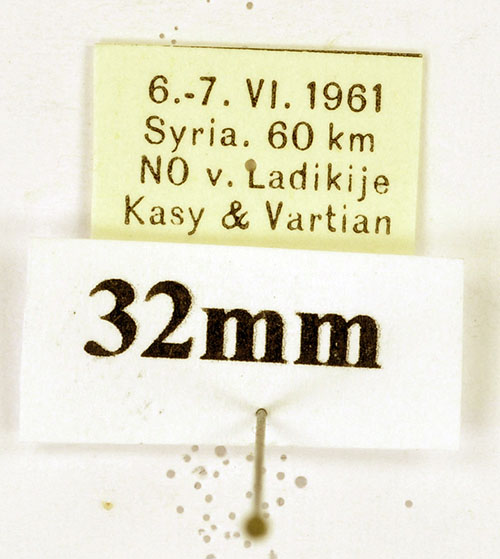 6.-7. VI. 1961
Syria. 60 km
NO v. Ladikije
Kasy & Vartian
32mm